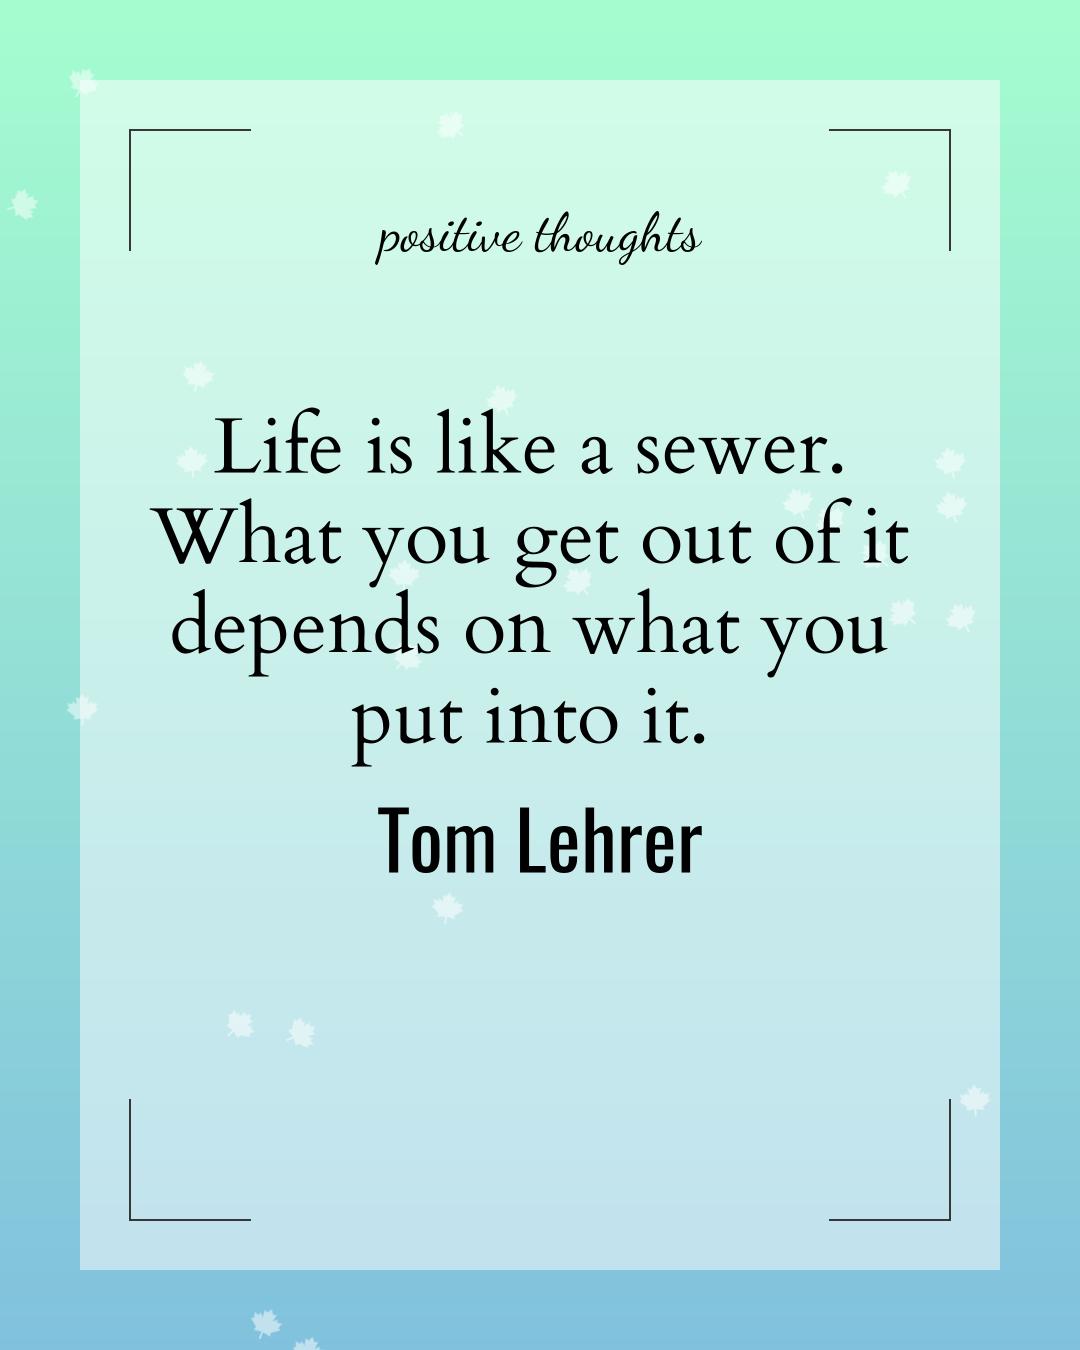 positive thoughts
Life is like a sewer.
What you get out of it
depends on what you
put into it.
Tom Lehrer